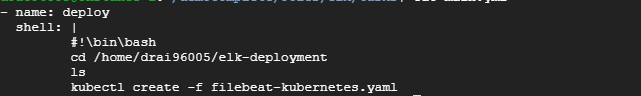 - name: deploy
  shell: |
        #!\bin\bash
        cd /home/drai96005/elk-deployment
        ls
        kubectl create -f filebeat-kubernetes.yaml